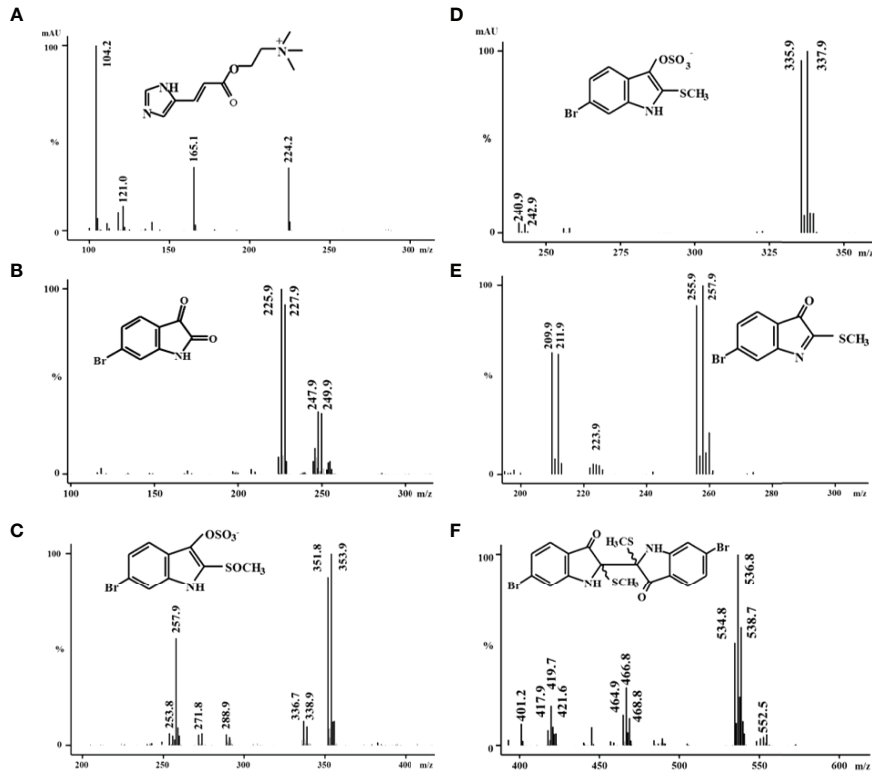 A
mAU
100
%
0
104.2
121.0
165.1
224.2
NH
N
O
O
N
+
100 150 200 250 300 m/z
B
100
%
0
Br
O
O
NH
225.9
227.9
247.9
249.9
100 150 200 250 300 m/z
C
100
%
0
OSO3-
SOCH3
Br
NH
253.8
257.9
271.8
288.9
336.7
338.9
351.8
353.9
200 250 300 350 400 m/z
D
mAU
100
%
0
OSO3-
SCH3
Br
NH
240.9
242.9
335.9
337.9
250 275 300 325 350 m/z
E
100
%
0
209.9
211.9
223.9
255.9
257.9
O
SCH3
Br
N
200 220 240 260 280 300 m/z
F
100
%
0
O
H3CS
NH
Br
Br
NH
SCH3
O
401.2
417.9
419.7
421.6
464.9
466.8
468.8
534.8
536.8
538.7
552.5
400 450 500 550 600 m/z